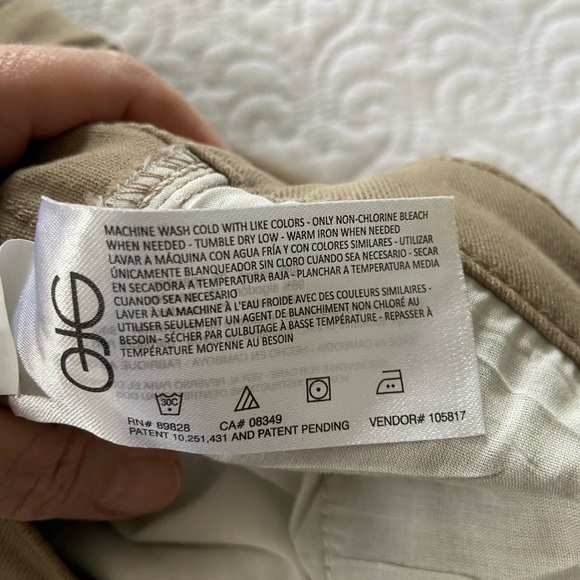 MACHINE WASH COLD WITH LIKE COLORS - ONLY NON-CHLORINE BLEACH
WHEN NEEDED - TUMBLE DRY LOW - WARM IRON WHEN NEEDED
LAVAR A MÁQUINA CON AGUA FRÍA Y CON COLORES SIMILARES - UTILIZAR
ÚNICAMENTE BLANQUEADOR SIN CLORO CUANDO SEA NECESARIO - SECAR
EN SECADORA A TEMPERATURA BAJA - PLANCHAR A TEMPERATURA MEDIA
CUANDO SEA NECESARIO
LAVER À LA MACHINE À L'EAU FROIDE AVEC DES COULEURS SIMILAIRES -
UTILISER SEULEMENT UN AGENT DE BLANCHIMENT NON CHLORÉ AU
BESOIN - SÉCHER PAR CULBUTAGE À BASSE TEMPÉRATURE - REPASSER À
TEMPÉRATURE MOYENNE AU BESOIN
30C
RN# 89828 CA# 08349 VENDOR# 105817
PATENT 10,251,431 AND PATENT PENDING